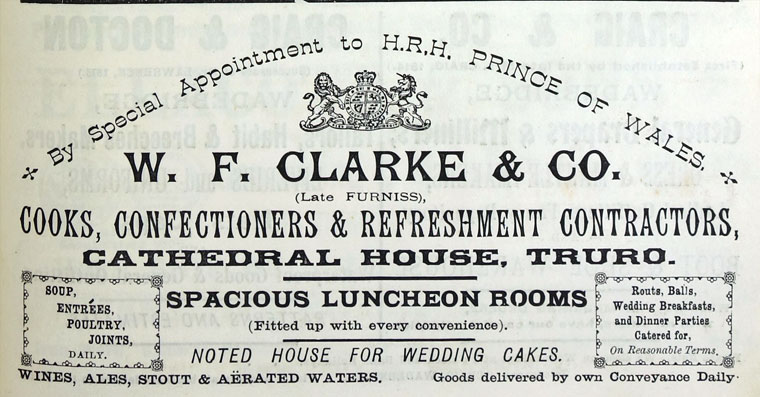 By Special Appointment to H.R.H. PRINCE OF WALES
W. F. CLARKE & CO.
(Late FURNISS),
COOKS, CONFECTIONERS & REFRESHMENT CONTRACTORS,
CATHEDRAL HOUSE, TRURO.
SOUP,
ENTRÉES,
POULTRY,
JOINTS,
DAILY.
SPACIOUS LUNCHEON ROOMS
(Fitted up with every convenience).
NOTED HOUSE FOR WEDDING CAKES.
Routs, Balls,
Wedding Breakfasts,
and Dinner Parties
Catered for,
On Reasonable Terms.
WINES, ALES, STOUT & AËRATED WATERS. Goods delivered by own Conveyance Daily.